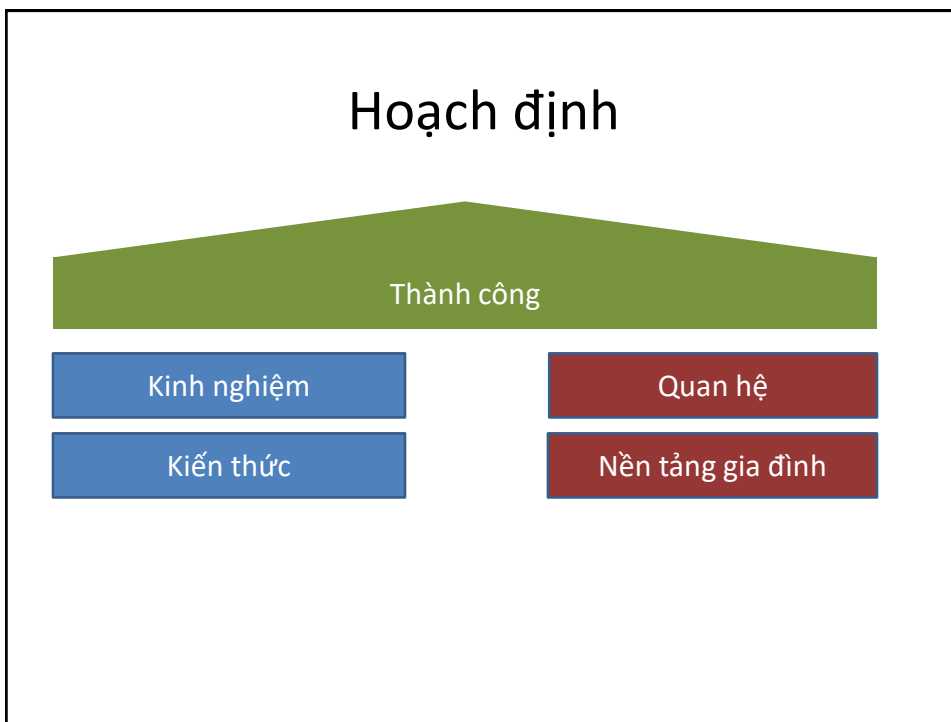 Hoạch định
Thành công
Kinh nghiệm
Quan hệ
Kiến thức
Nền tảng gia đình